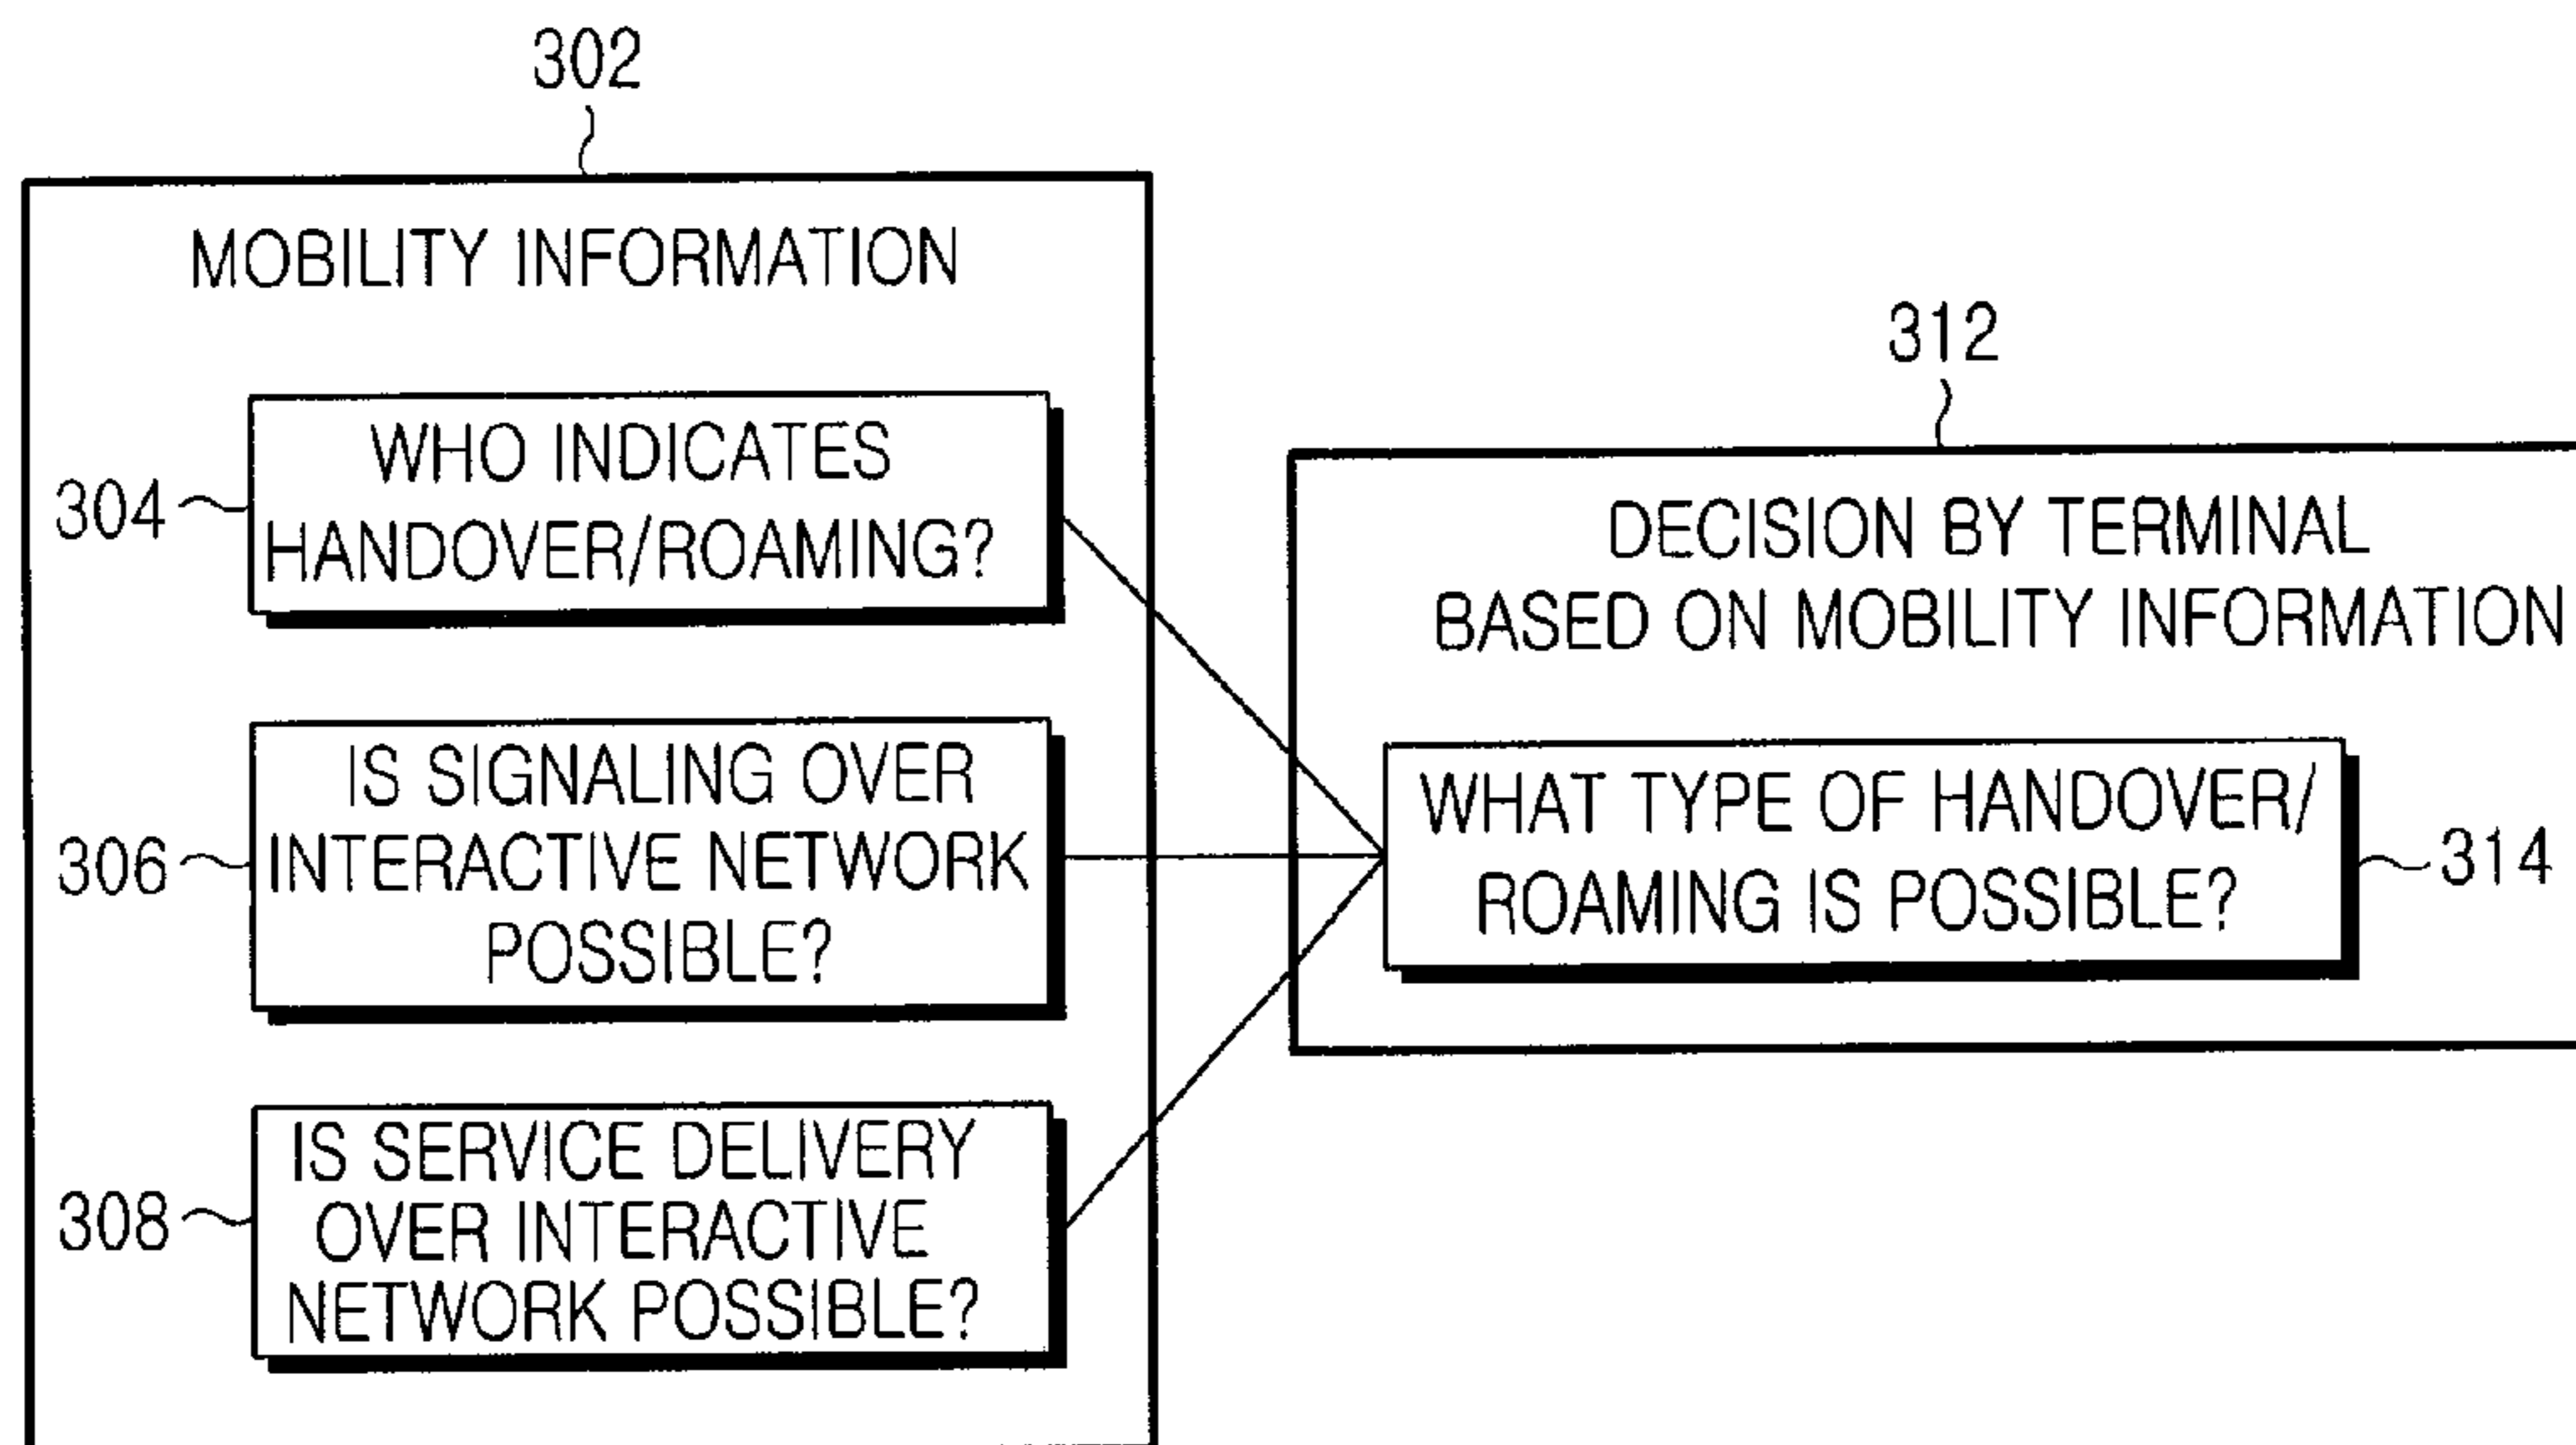 302
MOBILITY INFORMATION
304
WHO INDICATES
HANDOVER/ROAMING?
306
IS SIGNALING OVER
INTERACTIVE NETWORK
POSSIBLE?
308
IS SERVICE DELIVERY
OVER INTERACTIVE
NETWORK POSSIBLE?
312
DECISION BY TERMINAL
BASED ON MOBILITY INFORMATION
WHAT TYPE OF HANDOVER/
ROAMING IS POSSIBLE?
314